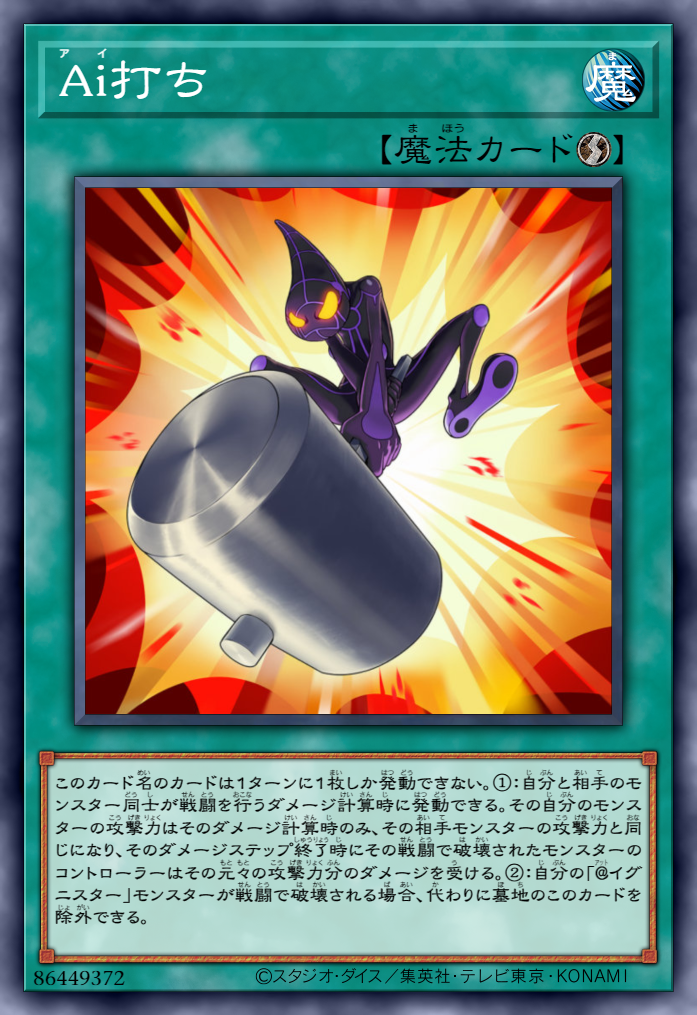 Ai打ち
魔
【魔法カード】
このカード名のカードは1ターンに1枚しか発動できない。①:自分と相手のモ
ンスター同士が戦闘を行うダメージ計算時に発動できる。その自分のモンス
ターの攻撃力はそのダメージ計算時のみ、その相手モンスターの攻撃力と同
じになり、そのダメージステップ終了時にその戦闘で破壊されたモンスターの
コントローラーはその元々の攻撃力分のダメージを受ける。②:自分の「@イグ
ニスター」モンスターが戦闘で破壊される場合、代わりに墓地のこのカードを
除外できる。
86449372 ©スタジオ・ダイス/集英社・テレビ東京・KONAMI